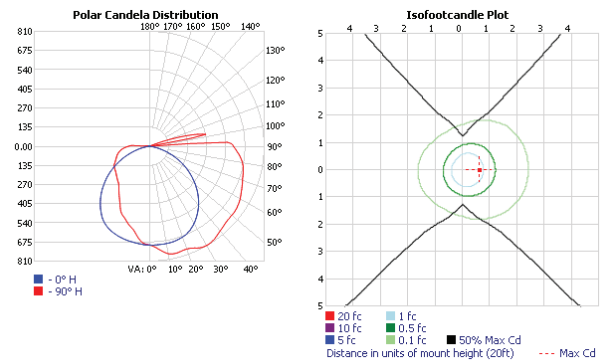 Polar Candela Distribution
810 180° 170° 160° 150° 140°
675 130°
540 120°
405
270 110°
135 100°
0.00 90°
135 80°
270 70°
405 60°
540
675 50°
810 VA: 0° 10° 20° 30° 40°
- 0° H
- 90° H
Isofootcandle Plot
4 3 2 1 0 1 2 3 4
5
4
3
2
1
0
1
2
3
4
5
20 fc 1 fc
10 fc 0.5 fc
5 fc 0.1 fc 50% Max Cd
Distance in units of mount height (20ft) --- Max Cd